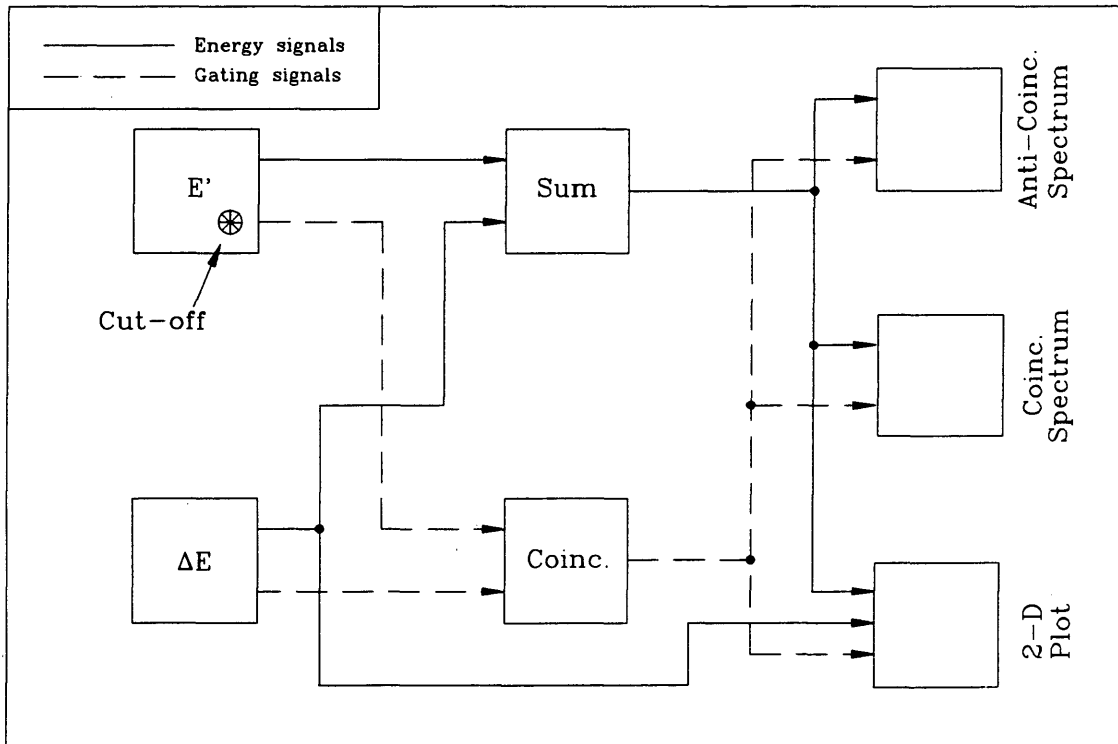 Energy signals
Gating signals
E'
Cut-off
Sum
ΔE
Coinc.
Anti-Coinc.
Spectrum
Coinc.
Spectrum
2-D
Plot